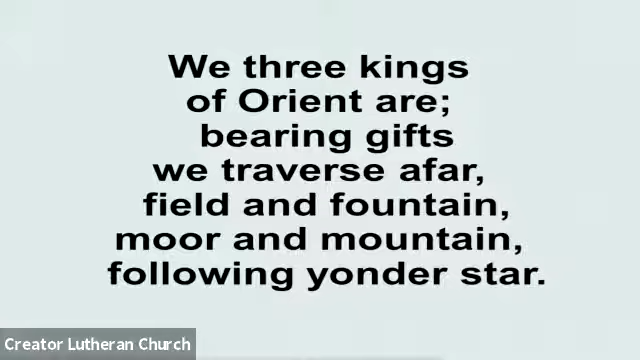 We three kings
of Orient are;
bearing gifts
we traverse afar,
field and fountain,
moor and mountain,
following yonder star.
Creator Lutheran Church